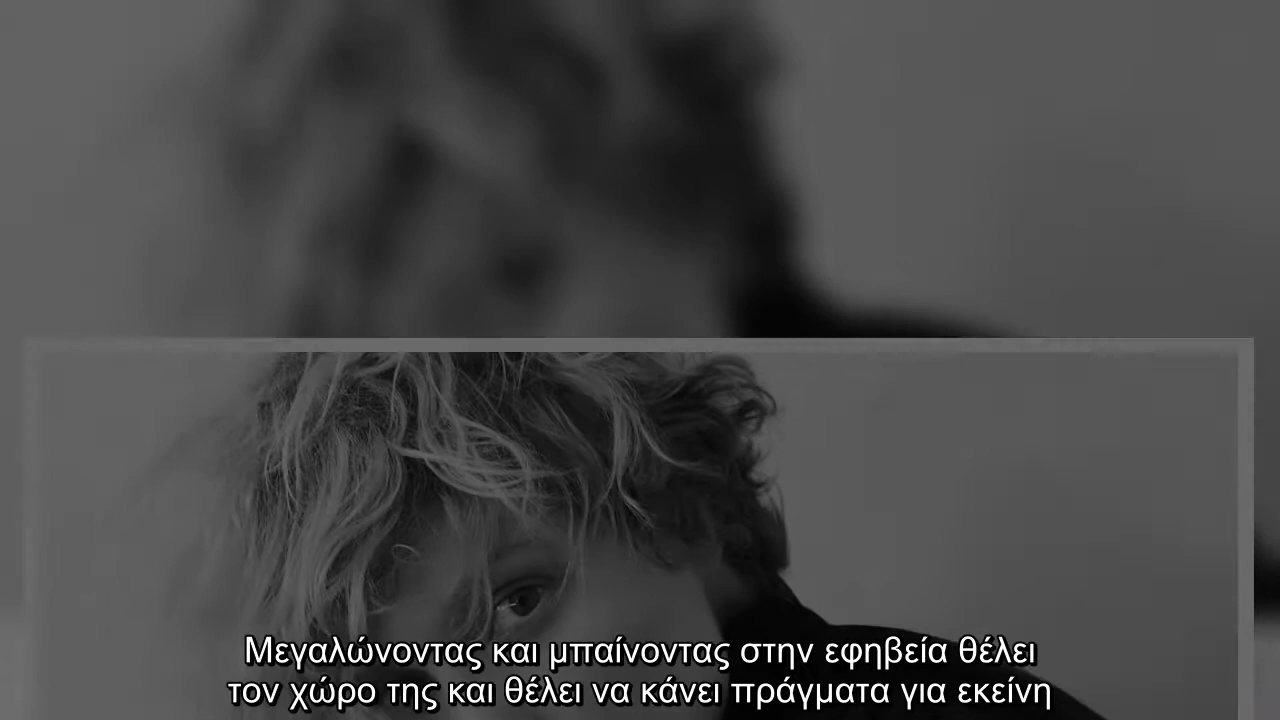 Μεγαλώνοντας και μπαίνοντας στην εφηβεία θέλει
τον χώρο της και θέλει να κάνει πράγματα για εκείνη